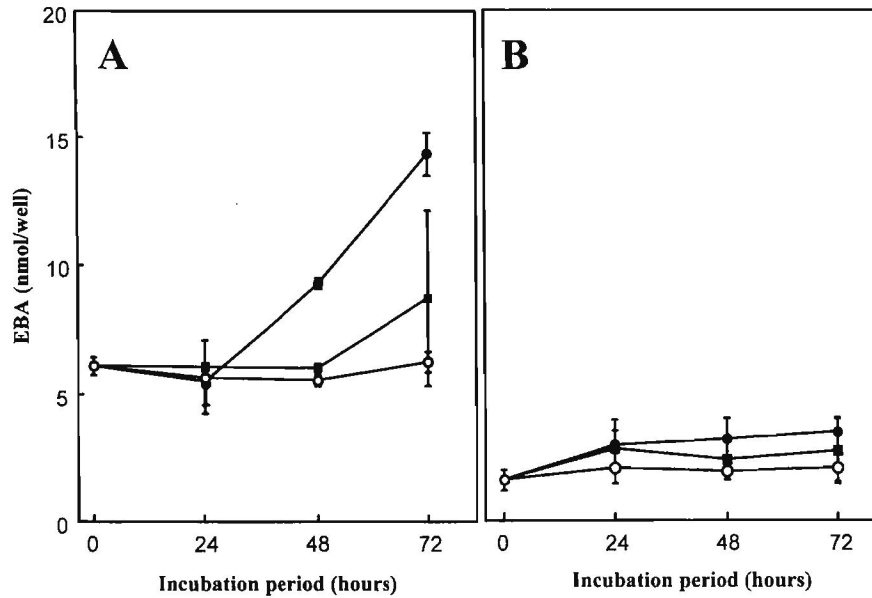 A
B
EBA (nmol/well)
20
15
10
5
0
0 24 48 72
0 24 48 72
Incubation period (hours)
Incubation period (hours)